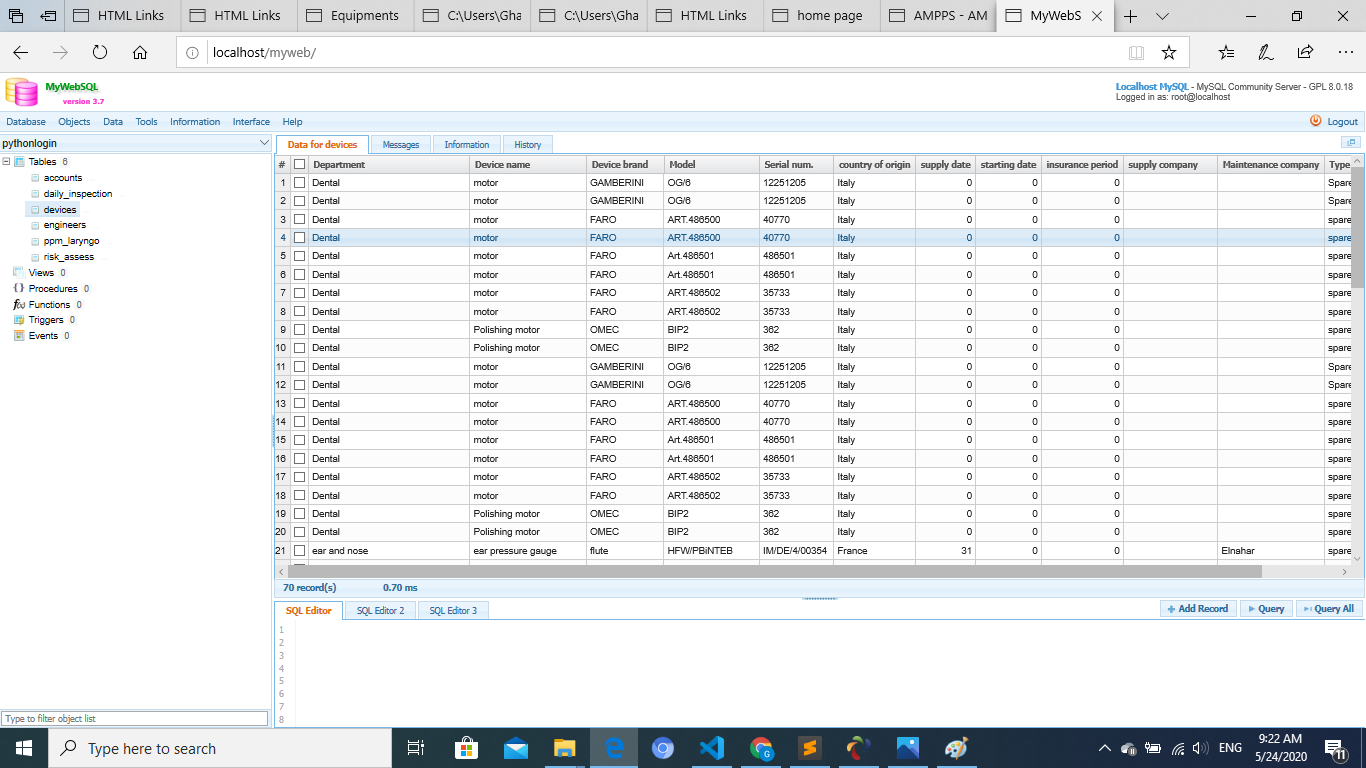 HTML Links HTML Links Equipments C:\Users\Gha C:\Users\Gha HTML Links home page AMPPS - AM MyWebS
localhost/myweb/
MyWebSQL
version 3.7
Localhost MySQL - MySQL Community Server - GPL 8.0.18
Logged in as: root@localhost
Database Objects Data Tools Information Interface Help Logout
pythonlogin
Tables 6
accounts
daily_inspection
devices
engineers
ppm_laryngo
risk_assess
Views 0
Procedures 0
Functions 0
Triggers 0
Events 0
Type to filter object list
Data for devices Messages Information History
# Department Device name Device brand Model Serial num. country of origin supply date starting date insurance period supply company Maintenance company Type
1 Dental motor GAMBERINI OG/6 12251205 Italy 0 0 0 Spare
2 Dental motor GAMBERINI OG/6 12251205 Italy 0 0 0 Spare
3 Dental motor FARO ART.486500 40770 Italy 0 0 0 spare
4 Dental motor FARO ART.486500 40770 Italy 0 0 0 spare
5 Dental motor FARO Art.486501 486501 Italy 0 0 0 spare
6 Dental motor FARO Art.486501 486501 Italy 0 0 0 spare
7 Dental motor FARO ART.486502 35733 Italy 0 0 0 spare
8 Dental motor FARO ART.486502 35733 Italy 0 0 0 spare
9 Dental Polishing motor OMEC BIP2 362 Italy 0 0 0 spare
10 Dental Polishing motor OMEC BIP2 362 Italy 0 0 0 spare
11 Dental motor GAMBERINI OG/6 12251205 Italy 0 0 0 Spare
12 Dental motor GAMBERINI OG/6 12251205 Italy 0 0 0 Spare
13 Dental motor FARO ART.486500 40770 Italy 0 0 0 spare
14 Dental motor FARO ART.486500 40770 Italy 0 0 0 spare
15 Dental motor FARO Art.486501 486501 Italy 0 0 0 spare
16 Dental motor FARO Art.486501 486501 Italy 0 0 0 spare
17 Dental motor FARO ART.486502 35733 Italy 0 0 0 spare
18 Dental motor FARO ART.486502 35733 Italy 0 0 0 spare
19 Dental Polishing motor OMEC BIP2 362 Italy 0 0 0 spare
20 Dental Polishing motor OMEC BIP2 362 Italy 0 0 0 spare
21 ear and nose ear pressure gauge flute HFW/PBiNTEB IM/DE/4/00354 France 31 0 0 Elnahar spare
70 record(s) 0.70 ms
SQL Editor SQL Editor 2 SQL Editor 3 Add Record Query Query All
1
2
3
4
5
6
7
8
Type here to search
ENG
9:22 AM
5/24/2020
11